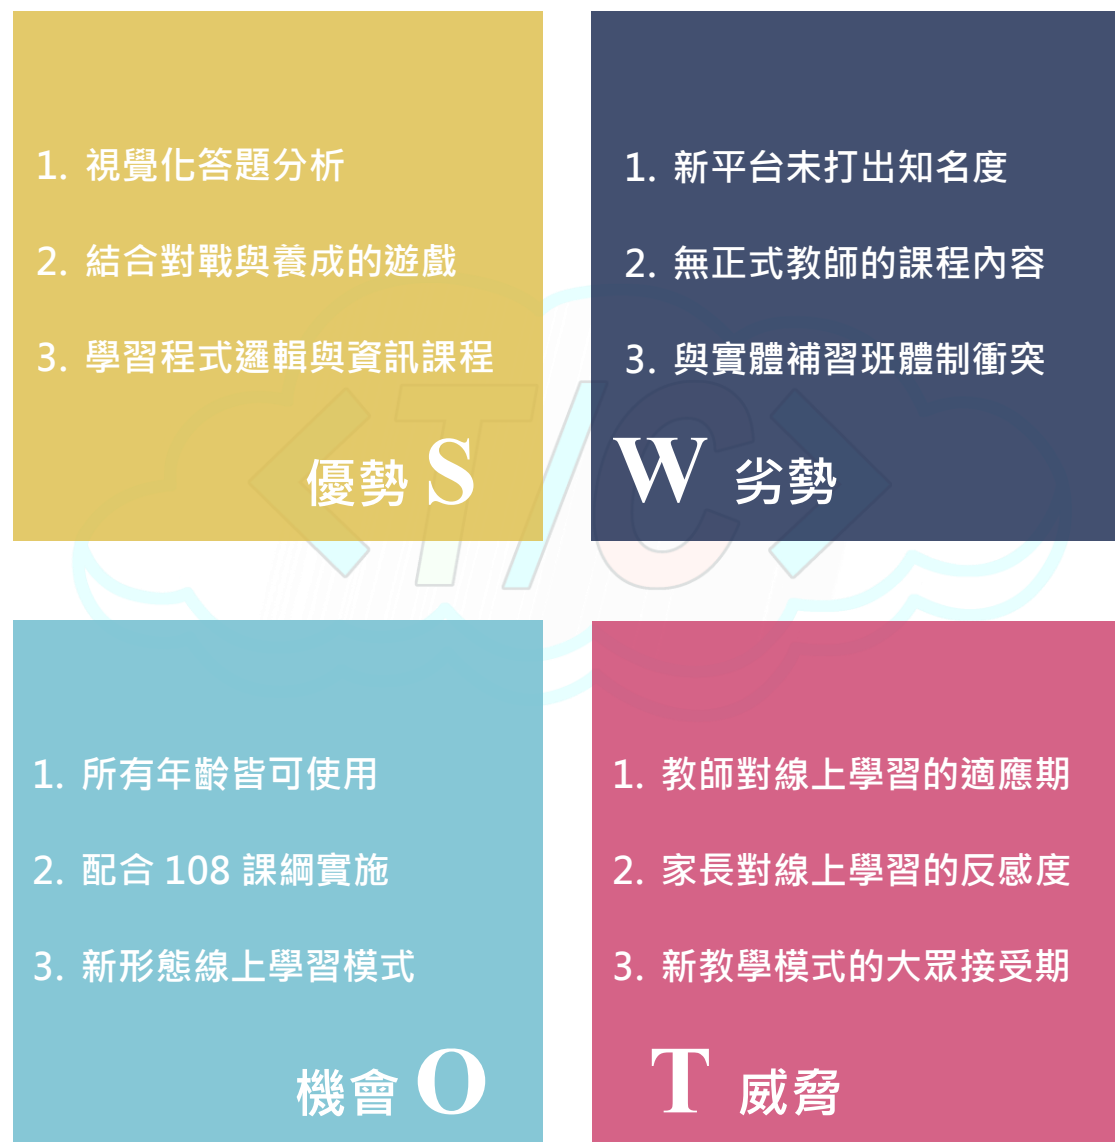 1. 視覺化答題分析
2. 結合對戰與養成的遊戲
3. 學習程式邏輯與資訊課程
優勢 S
1. 新平台未打出知名度
2. 無正式教師的課程內容
3. 與實體補習班體制衝突
W 劣勢
<T/C>
1. 所有年齡皆可使用
2. 配合 108 課綱實施
3. 新形態線上學習模式
機會 O
1. 教師對線上學習的適應期
2. 家長對線上學習的反感度
3. 新教學模式的大眾接受期
T 威脅